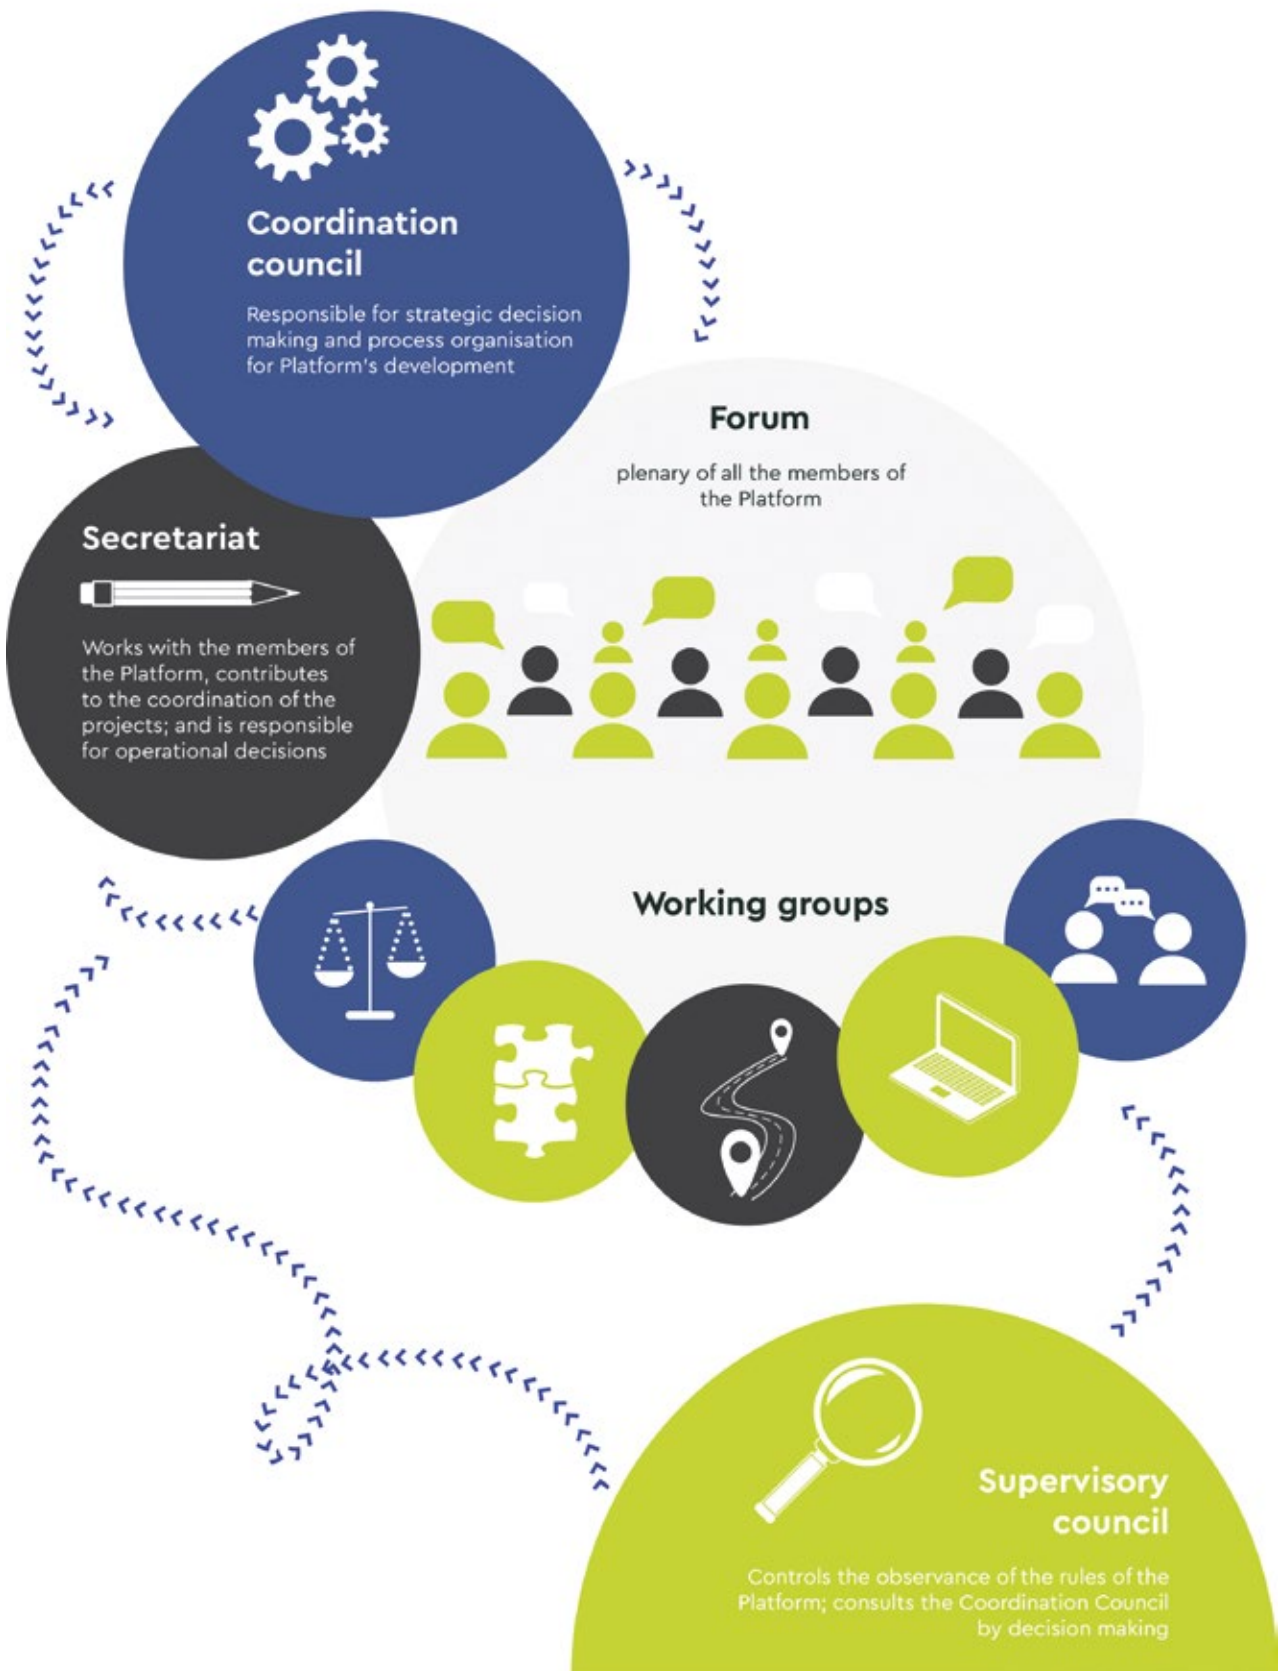 Coordination
council
Responsible for strategic decision
making and process organisation
for Platform's development
Forum
plenary of all the members of
the Platform
Secretariat
Works with the members of
the Platform, contributes
to the coordination of the
projects; and is responsible
for operational decisions
Working groups
Supervisory
council
Controls the observance of the rules of the
Platform; consults the Coordination Council
by decision making